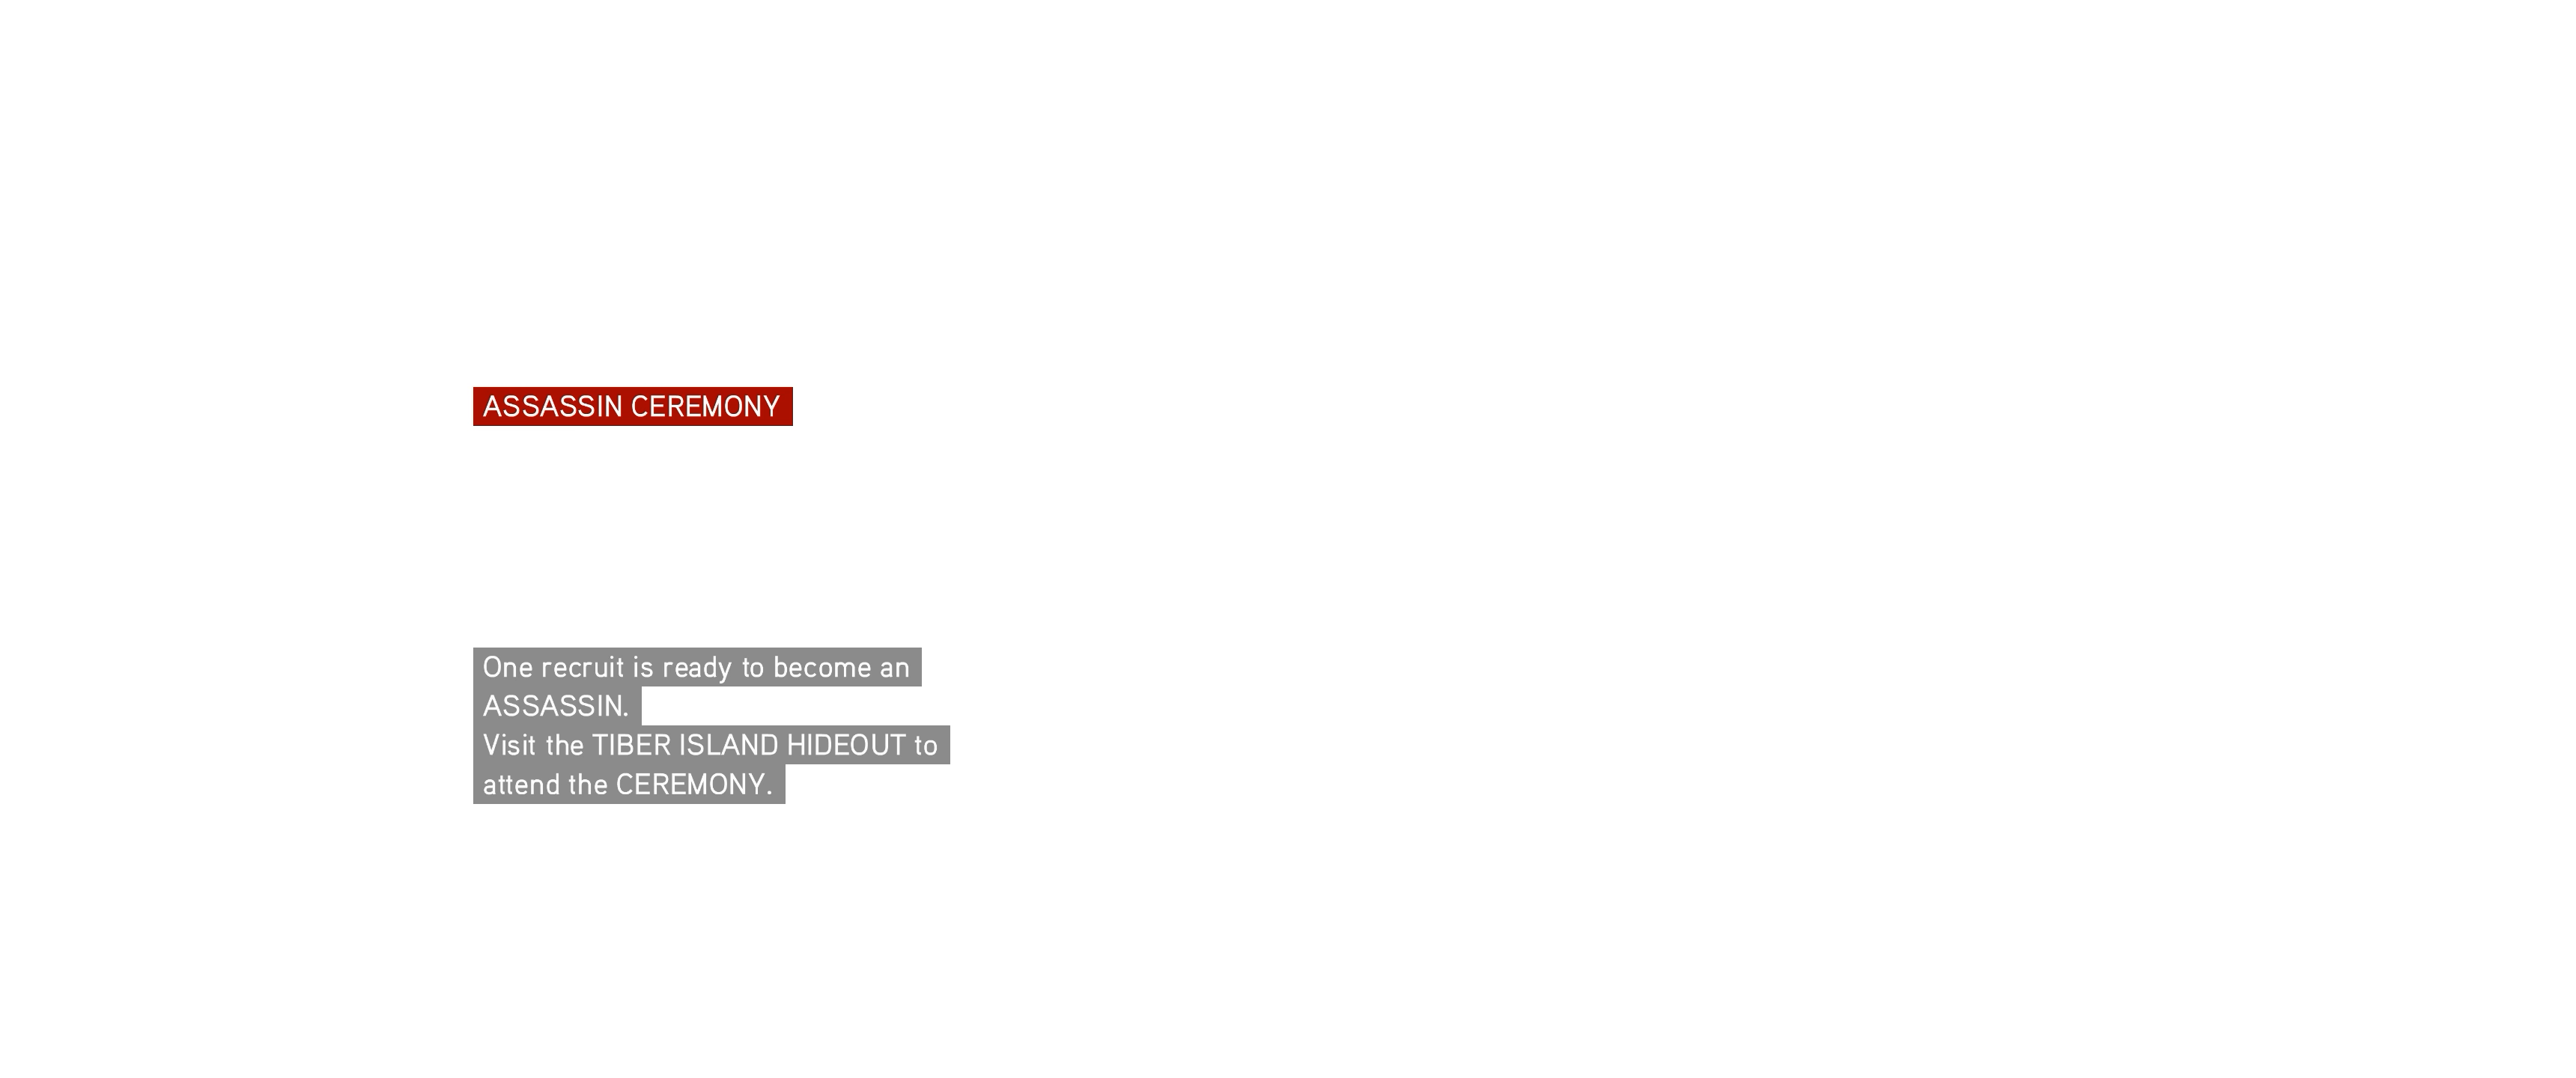 ASSASSIN CEREMONY
One recruit is ready to become an
ASSASSIN.
Visit the TIBER ISLAND HIDEOUT to
attend the CEREMONY.